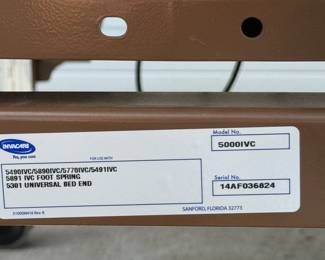 INVACARE
Yes, you can.
FOR USE WITH
5490IVC/5890IVC/5770IVC/5491IVC
5891 IVC FOOT SPRING
5301 UNIVERSAL BED END
Model No.
5000IVC
Serial No.
14AF036824
SANFORD, FLORIDA 32773